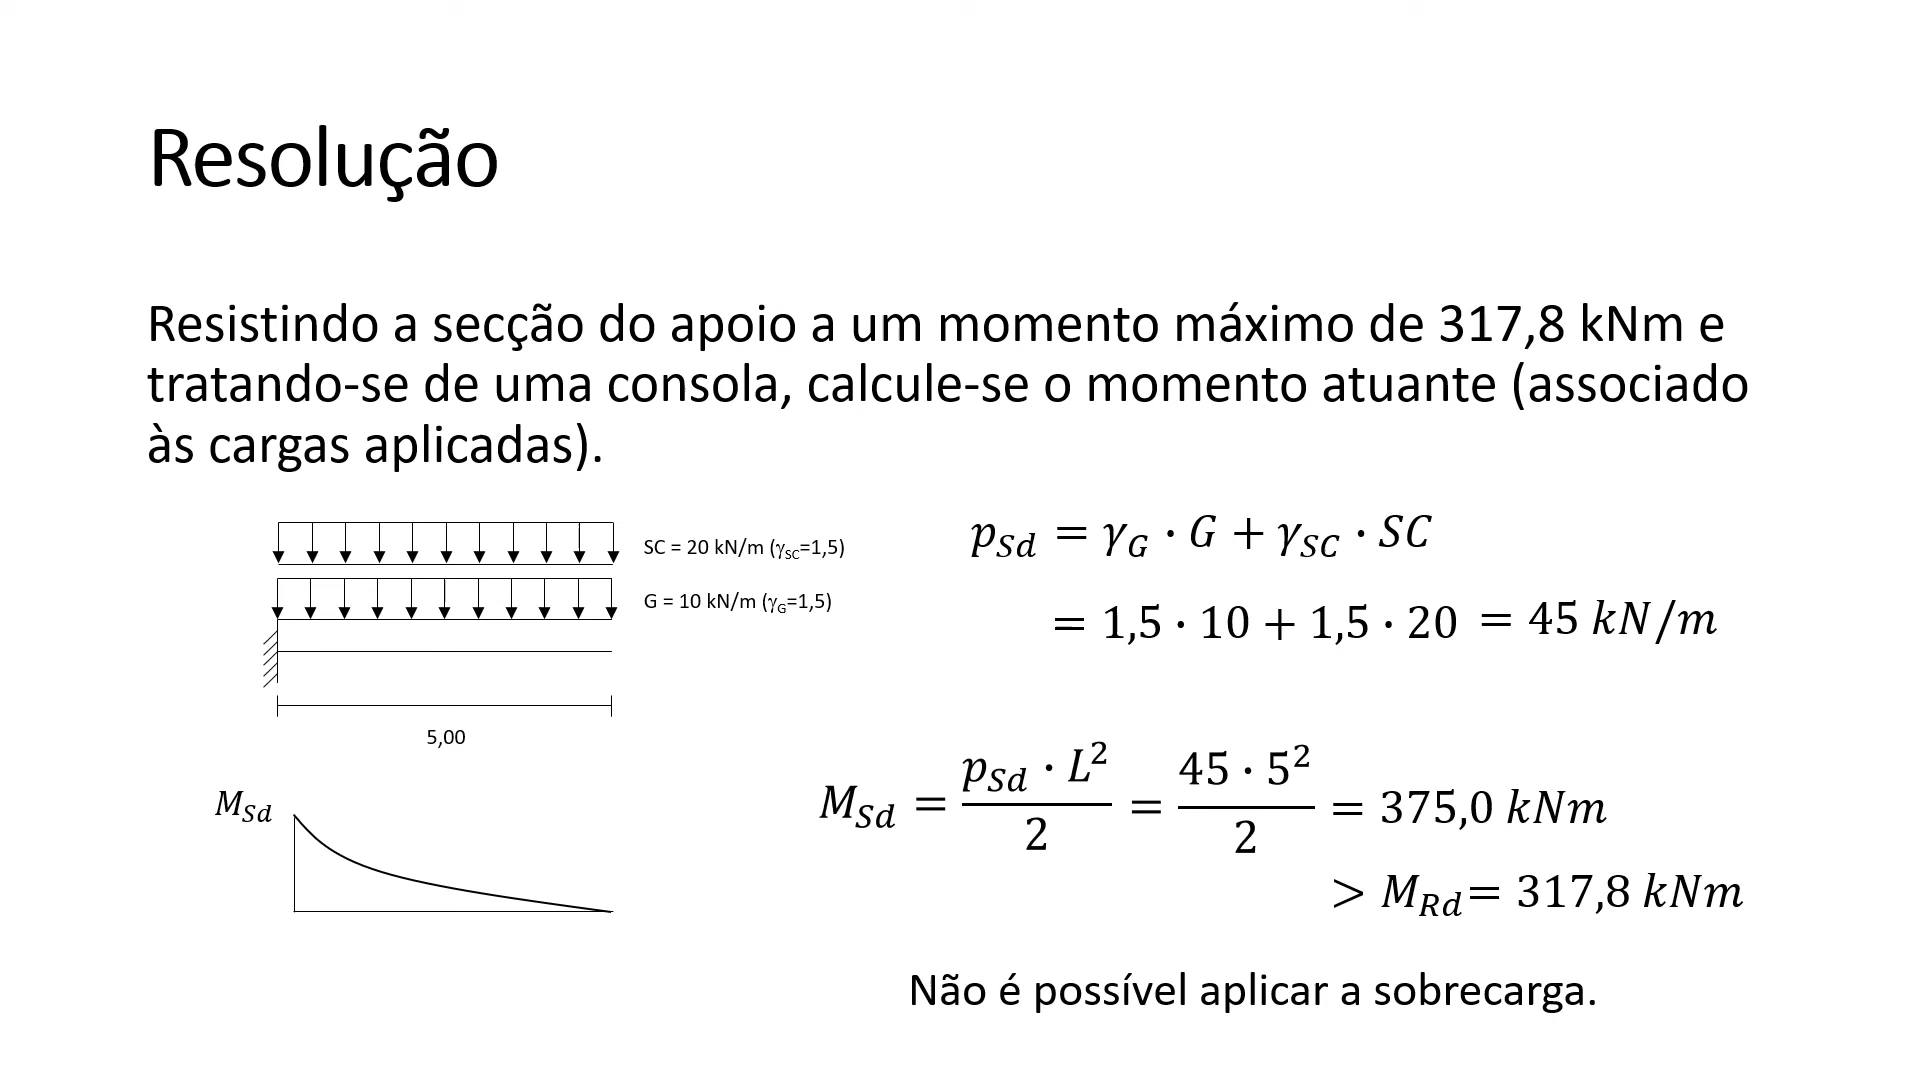 Resolução
Resistindo a secção do apoio a um momento máximo de 317,8 kNm e
tratando-se de uma consola, calcule-se o momento atuante (associado
às cargas aplicadas).
SC = 20 kN/m (γSC=1,5)
G = 10 kN/m (γG=1,5)
5,00
MSd
pSd = γG · G + γSC · SC
= 1,5 · 10 + 1,5 · 20 = 45 kN/m
MSd = pSd · L² / 2 = 45 · 5² / 2 = 375,0 kNm
> MRd = 317,8 kNm
Não é possível aplicar a sobrecarga.